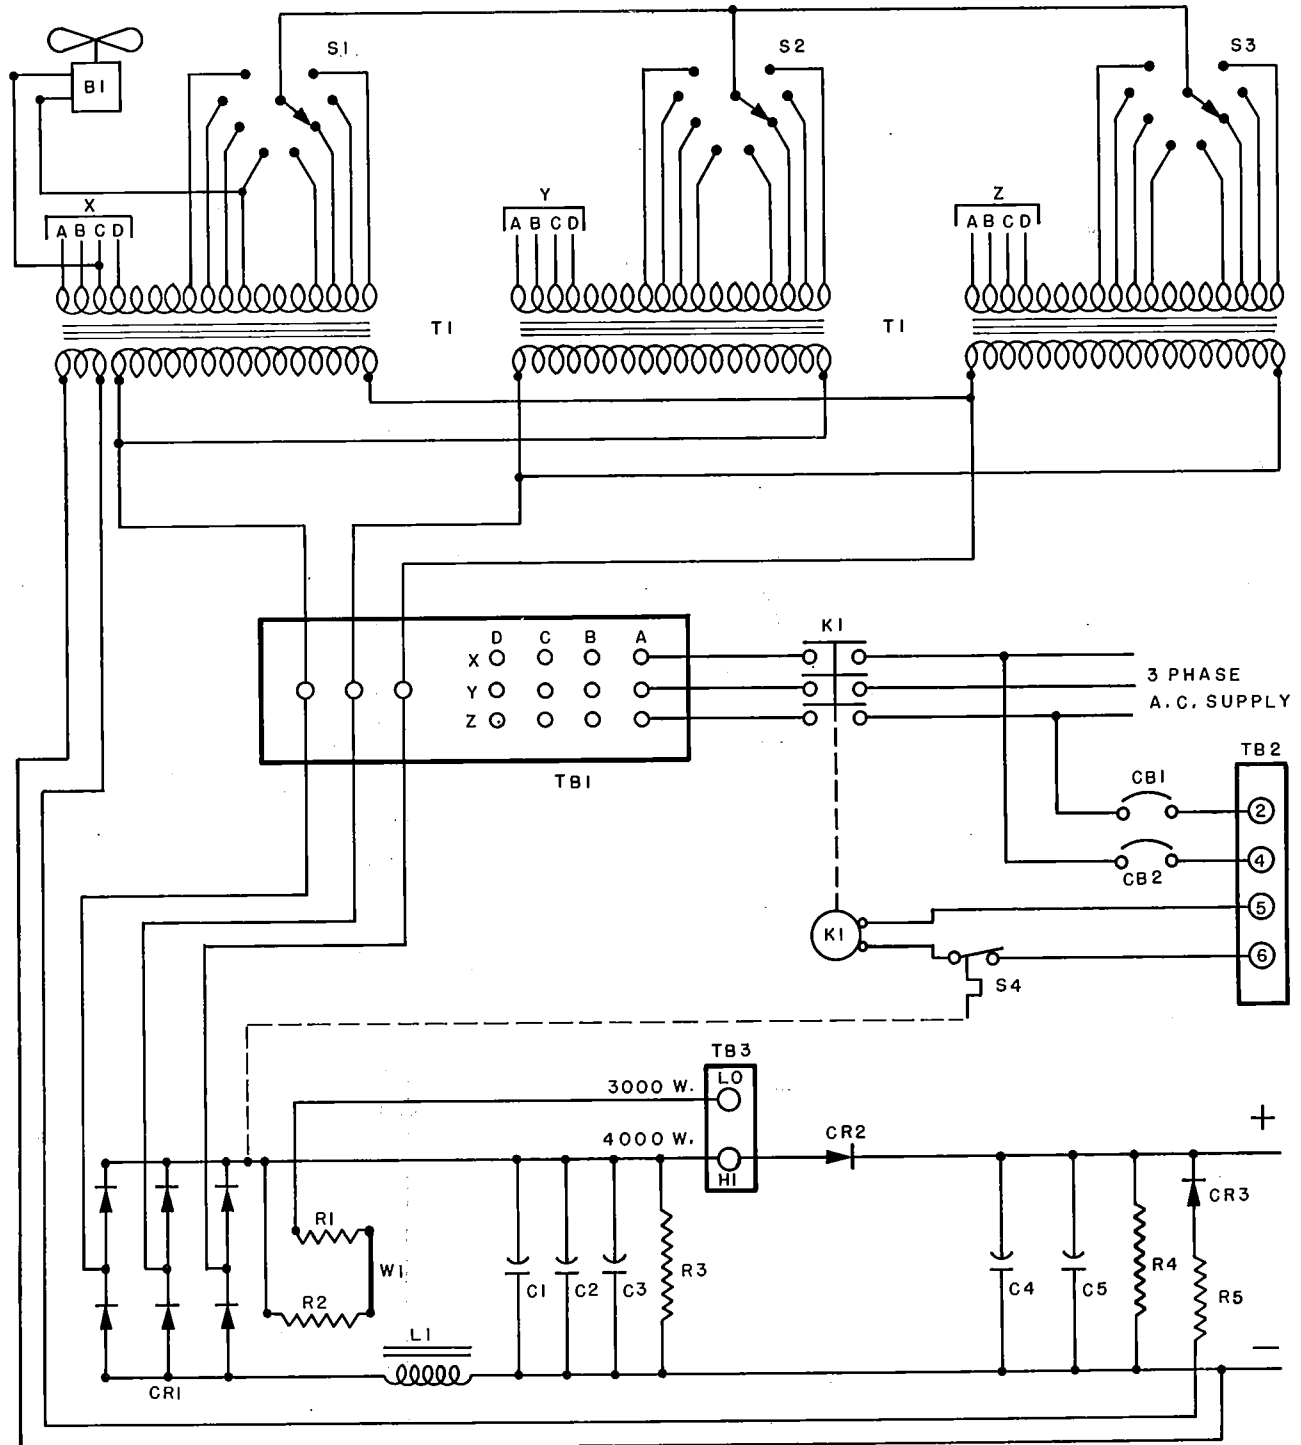 S1
S2
S3
B1
X
A B C D
Y
A B C D
Z
A B C D
T1
T1
D C B A
X
Y
Z
TB1
K1
3 PHASE
A.C. SUPPLY
TB2
CB1
2
CB2
4
5
K1
6
S4
TB3
LO
3000 W.
4000 W.
HI
CR2
+
CR3
R1
W1
R2
C1
C2
C3
R3
C4
C5
R4
R5
L1
—
CR1